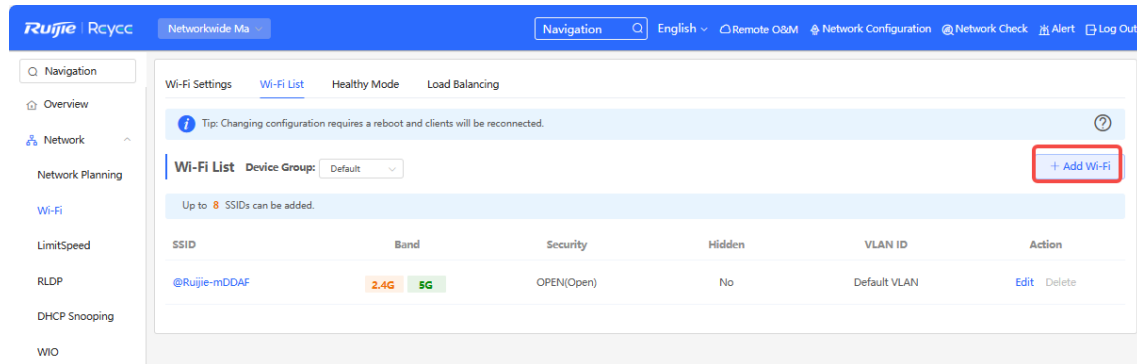 Ruijie | Rcycc Networkwide Ma Navigation English Remote O&M Network Configuration Network Check Alert Log Out
Navigation
Overview
Network
Network Planning
Wi-Fi
LimitSpeed
RLDP
DHCP Snooping
WIO
Wi-Fi Settings Wi-Fi List Healthy Mode Load Balancing
Tip: Changing configuration requires a reboot and clients will be reconnected.
Wi-Fi List Device Group: Default + Add Wi-Fi
Up to 8 SSIDs can be added.
SSID Band Security Hidden VLAN ID Action
@Ruijie-mDDAF 2.4G 5G OPEN(Open) No Default VLAN Edit Delete